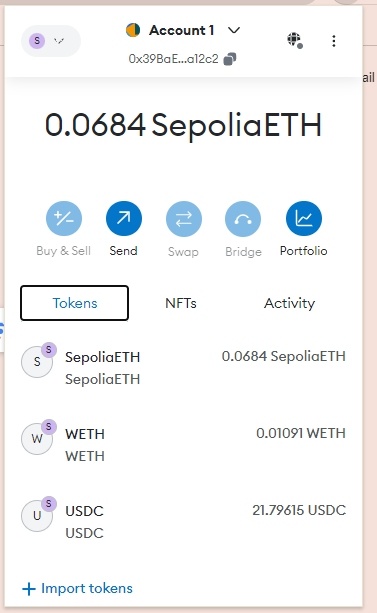 S
Account 1
0x39BaE...a12c2
ail
0.0684 SepoliaETH
Buy & Sell Send Swap Bridge Portfolio
Tokens NFTs Activity
S
S SepoliaETH 0.0684 SepoliaETH
SepoliaETH
S
W WETH 0.01091 WETH
WETH
S
U USDC 21.79615 USDC
USDC
+ Import tokens